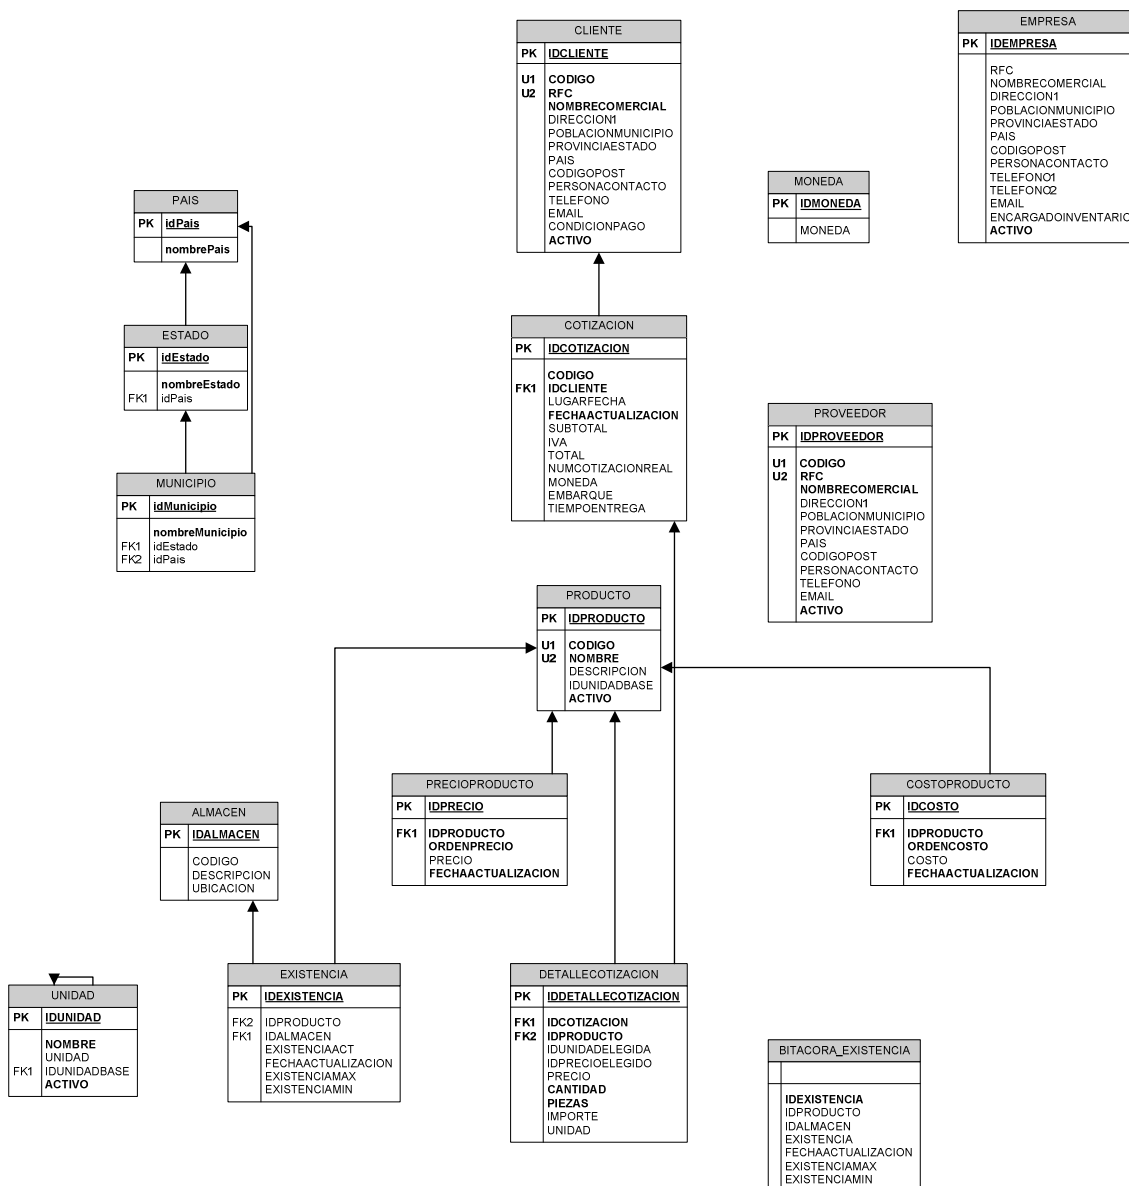 CLIENTE
PK IDCLIENTE
U1 CODIGO
U2 RFC
NOMBRECOMERCIAL
DIRECCION1
POBLACIONMUNICIPIO
PROVINCIAESTADO
PAIS
CODIGOPOST
PERSONACONTACTO
TELEFONO
EMAIL
CONDICIONPAGO
ACTIVO
EMPRESA
PK IDEMPRESA
RFC
NOMBRECOMERCIAL
DIRECCION1
POBLACIONMUNICIPIO
PROVINCIAESTADO
PAIS
CODIGOPOST
PERSONACONTACTO
TELEFONO1
TELEFONO2
EMAIL
ENCARGADOINVENTARIO
ACTIVO
MONEDA
PK IDMONEDA
MONEDA
PAIS
PK idPais
nombrePais
ESTADO
PK idEstado
nombreEstado
FK1 idPais
MUNICIPIO
PK idMunicipio
nombreMunicipio
FK1 idEstado
FK2 idPais
COTIZACION
PK IDCOTIZACION
CODIGO
FK1 IDCLIENTE
LUGARFECHA
FECHAACTUALIZACION
SUBTOTAL
IVA
TOTAL
NUMCOTIZACIONREAL
MONEDA
EMBARQUE
TIEMPOENTREGA
PROVEEDOR
PK IDPROVEEDOR
U1 CODIGO
U2 RFC
NOMBRECOMERCIAL
DIRECCION1
POBLACIONMUNICIPIO
PROVINCIAESTADO
PAIS
CODIGOPOST
PERSONACONTACTO
TELEFONO
EMAIL
ACTIVO
PRODUCTO
PK IDPRODUCTO
U1 CODIGO
U2 NOMBRE
DESCRIPCION
IDUNIDADBASE
ACTIVO
PRECIOPRODUCTO
PK IDPRECIO
FK1 IDPRODUCTO
ORDENPRECIO
PRECIO
FECHAACTUALIZACION
COSTOPRODUCTO
PK IDCOSTO
FK1 IDPRODUCTO
ORDENCOSTO
COSTO
FECHAACTUALIZACION
ALMACEN
PK IDALMACEN
CODIGO
DESCRIPCION
UBICACION
UNIDAD
PK IDUNIDAD
NOMBRE
UNIDAD
FK1 IDUNIDADBASE
ACTIVO
EXISTENCIA
PK IDEXISTENCIA
FK2 IDPRODUCTO
FK1 IDALMACEN
EXISTENCIAACT
FECHAACTUALIZACION
EXISTENCIAMAX
EXISTENCIAMIN
DETALLECOTIZACION
PK IDDETALLECOTIZACION
FK1 IDCOTIZACION
FK2 IDPRODUCTO
IDUNIDADELEGIDA
IDPRECIOELEGIDO
PRECIO
CANTIDAD
PIEZAS
IMPORTE
UNIDAD
BITACORA_EXISTENCIA
IDEXISTENCIA
IDPRODUCTO
IDALMACEN
EXISTENCIA
FECHAACTUALIZACION
EXISTENCIAMAX
EXISTENCIAMIN